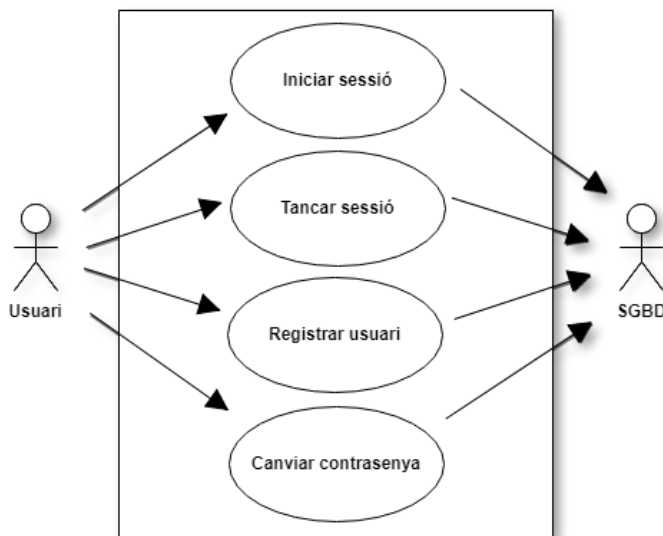 Iniciar sessió
Tancar sessió
Usuari
SGBD
Registrar usuari
Canviar contrasenya